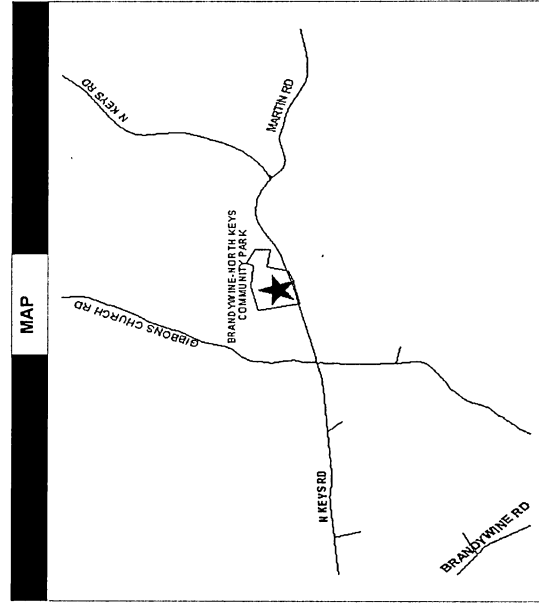 MAP
N KEYS RD
MARTIN RD
BRANDYWINE-NORTH KEYS
COMMUNITY PARK
GIBBONS CHURCH RD
N KEYS RD
BRANDYWINE RD